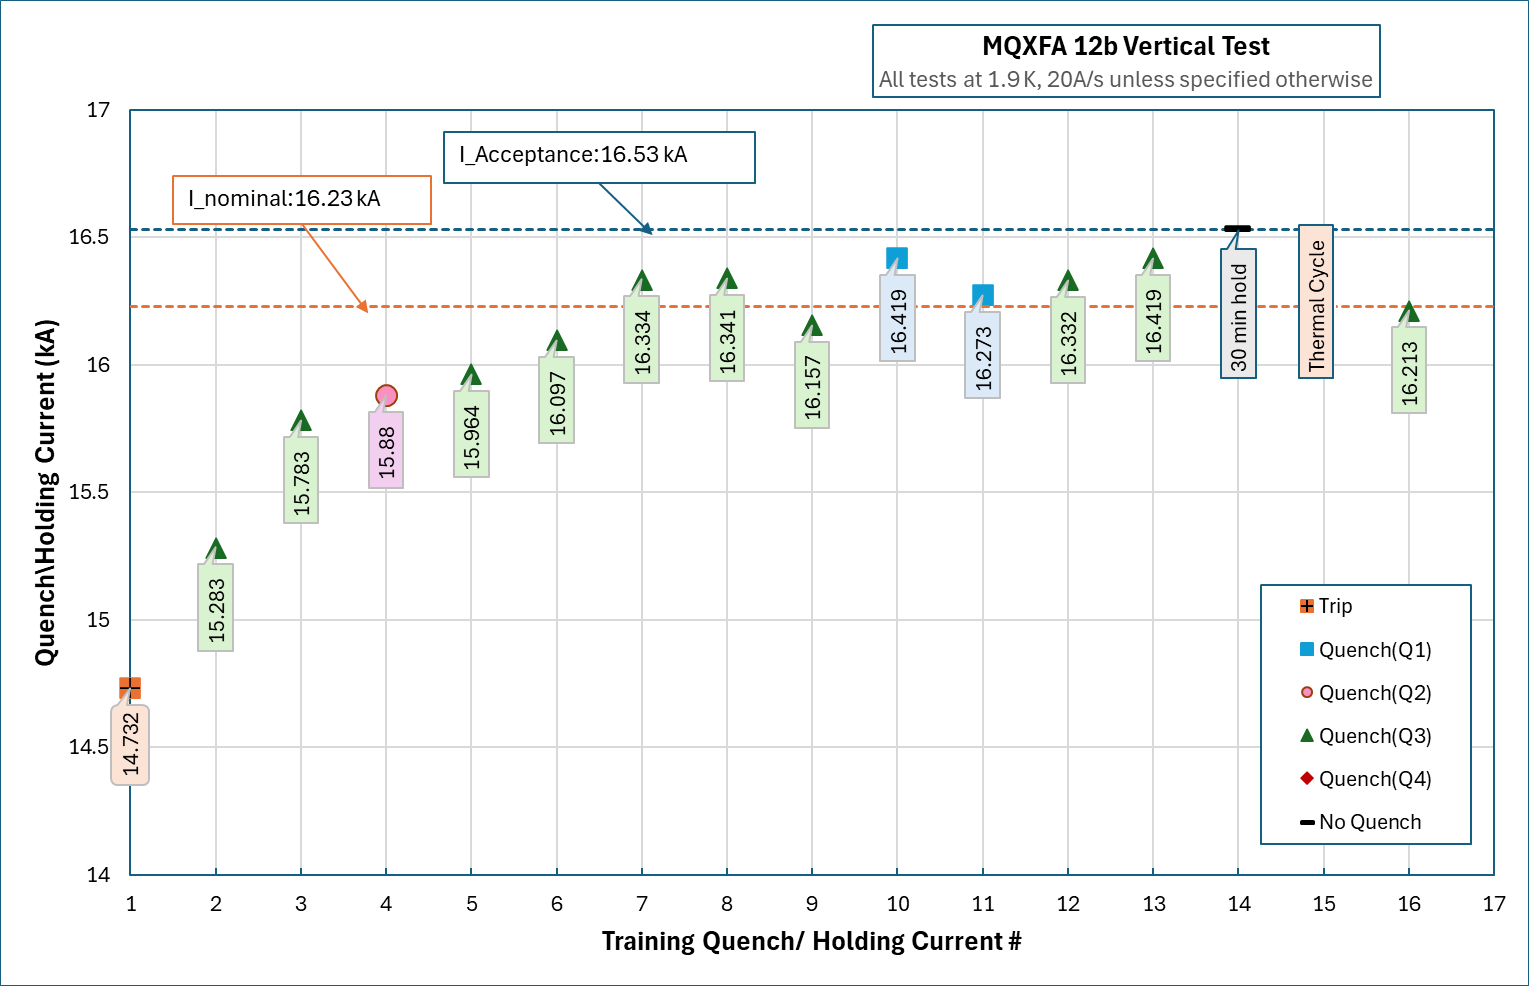 MQXFA 12b Vertical Test
All tests at 1.9 K, 20A/s unless specified otherwise
17
16.5
16
15.5
15
14.5
14
Quench\Holding Current (kA)
I_Acceptance:16.53 kA
I_nominal:16.23 kA
14.732
15.283
15.783
15.88
15.964
16.097
16.334
16.341
16.157
16.419
16.273
16.332
16.419
30 min hold
Thermal Cycle
16.213
Trip
Quench(Q1)
Quench(Q2)
Quench(Q3)
Quench(Q4)
No Quench
1 2 3 4 5 6 7 8 9 10 11 12 13 14 15 16 17
Training Quench/ Holding Current #